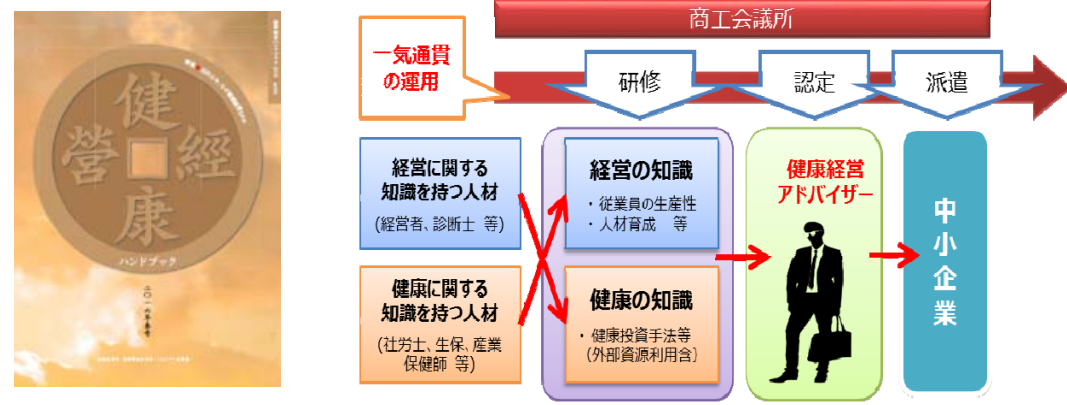 健
經
營
康
ハンドブック
商工会議所
一気通貫
の運用
研修
認定
派遣
経営に関する
知識を持つ人材
(経営者、診断士 等)
健康に関する
知識を持つ人材
(社労士、生保、産業
保健師 等)
経営の知識
・従業員の生産性
・人材育成 等
健康の知識
・健康投資手法等
(外部資源利用含)
健康経営
アドバイザー
中小企業